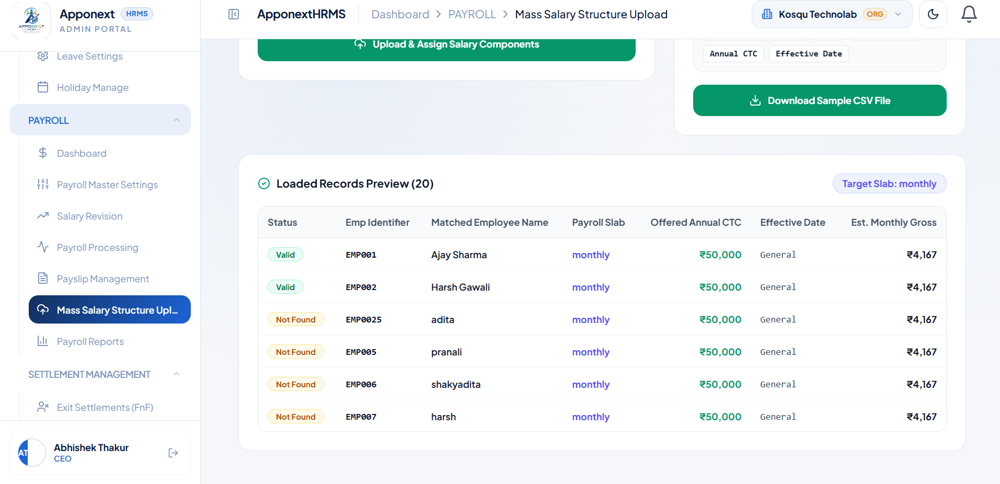 Apponext HRMS
ADMIN PORTAL
Leave Settings
Holiday Manage
PAYROLL
Dashboard
Payroll Master Settings
Salary Revision
Payroll Processing
Payslip Management
Mass Salary Structure Upl...
Payroll Reports
SETTLEMENT MANAGEMENT
Exit Settlements (FnF)
AT
Abhishek Thakur
CEO
ApponextHRMS
Dashboard > PAYROLL > Mass Salary Structure Upload
Kosqu Technolab ORG
Upload & Assign Salary Components
Annual CTC Effective Date
Download Sample CSV File
Loaded Records Preview (20)
Target Slab: monthly
Status Emp Identifier Matched Employee Name Payroll Slab Offered Annual CTC Effective Date Est. Monthly Gross
Valid EMP001 Ajay Sharma monthly ₹50,000 General ₹4,167
Valid EMP002 Harsh Gawali monthly ₹50,000 General ₹4,167
Not Found EMP0025 adita monthly ₹50,000 General ₹4,167
Not Found EMP005 pranali monthly ₹50,000 General ₹4,167
Not Found EMP006 shakyadita monthly ₹50,000 General ₹4,167
Not Found EMP007 harsh monthly ₹50,000 General ₹4,167